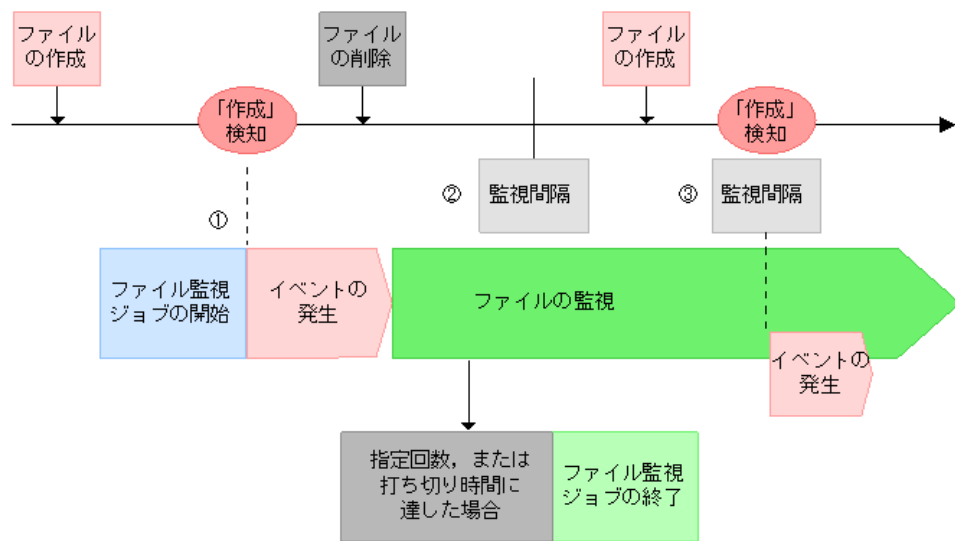 ファイル
の作成
ファイル
の削除
ファイル
の作成
「作成」
検知
「作成」
検知
①
②
監視間隔
③
監視間隔
ファイル監視
ジョブの開始
イベントの
発生
ファイルの監視
イベントの
発生
指定回数，または
打ち切り時間に
達した場合
ファイル監視
ジョブの終了